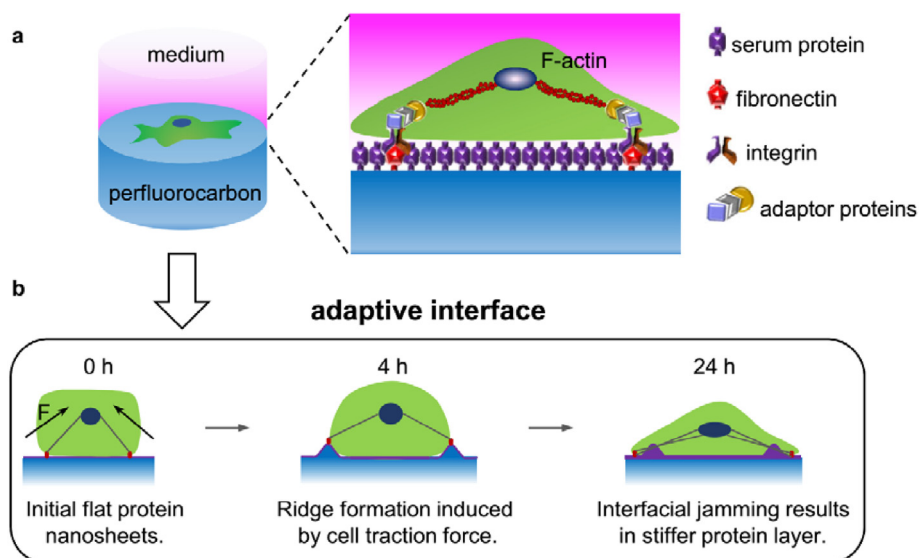 a
medium
perfluorocarbon
F-actin
serum protein
fibronectin
integrin
adaptor proteins
b
adaptive interface
0 h
4 h
24 h
F
Initial flat protein
nanosheets.
Ridge formation induced
by cell traction force.
Interfacial jamming results
in stiffer protein layer.